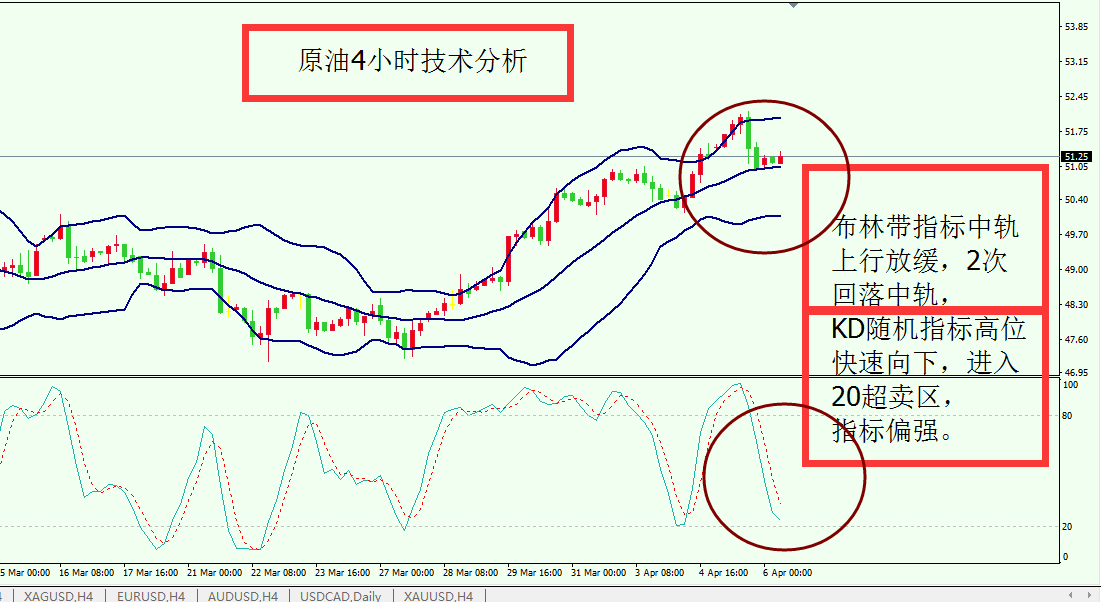 原油4小时技术分析
53.85
53.15
52.45
51.75
51.25
51.05
50.40
49.70
49.00
48.30
47.60
46.95
布林带指标中轨
上行放缓，2次
回落中轨，
KD随机指标高位
快速向下，进入
20超卖区，
指标偏强。
100
80
20
0
5 Mar 00:00 16 Mar 08:00 17 Mar 16:00 21 Mar 00:00 22 Mar 08:00 23 Mar 16:00 27 Mar 00:00 28 Mar 08:00 29 Mar 16:00 31 Mar 00:00 3 Apr 08:00 4 Apr 16:00 6 Apr 00:00
XAGUSD,H4 EURUSD,H4 AUDUSD,H4 USDCAD,Daily XAUUSD,H4